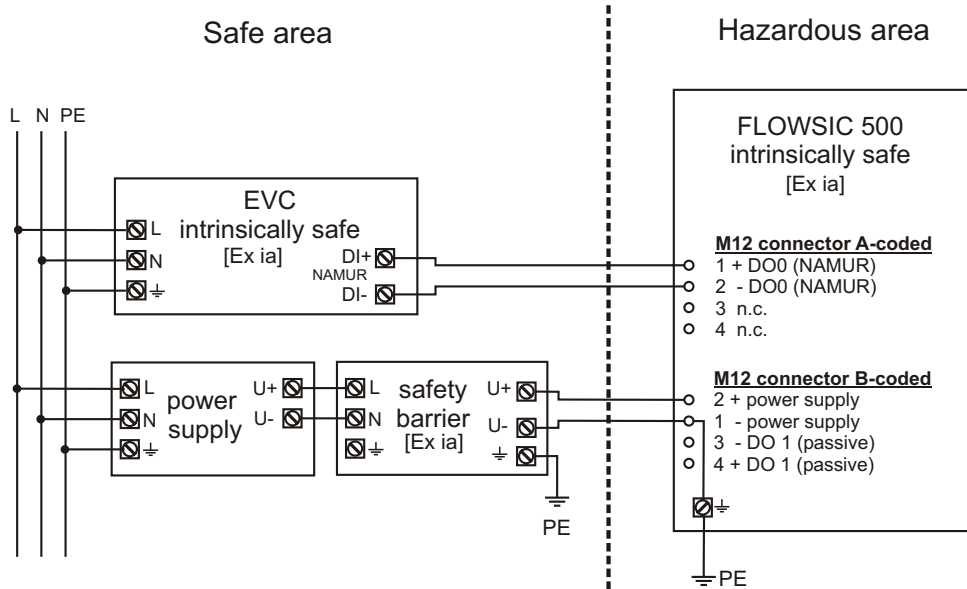 Safe area
Hazardous area
L N PE
EVC
intrinsically safe
[Ex ia]
L
N
DI+
NAMUR
DI-
FLOWSIC 500
intrinsically safe
[Ex ia]
M12 connector A-coded
1 + DO0 (NAMUR)
2 - DO0 (NAMUR)
3 n.c.
4 n.c.
power
supply
L
N
U+
U-
safety
barrier
[Ex ia]
L
N
U+
U-
PE
M12 connector B-coded
2 + power supply
1 - power supply
3 - DO 1 (passive)
4 + DO 1 (passive)
PE